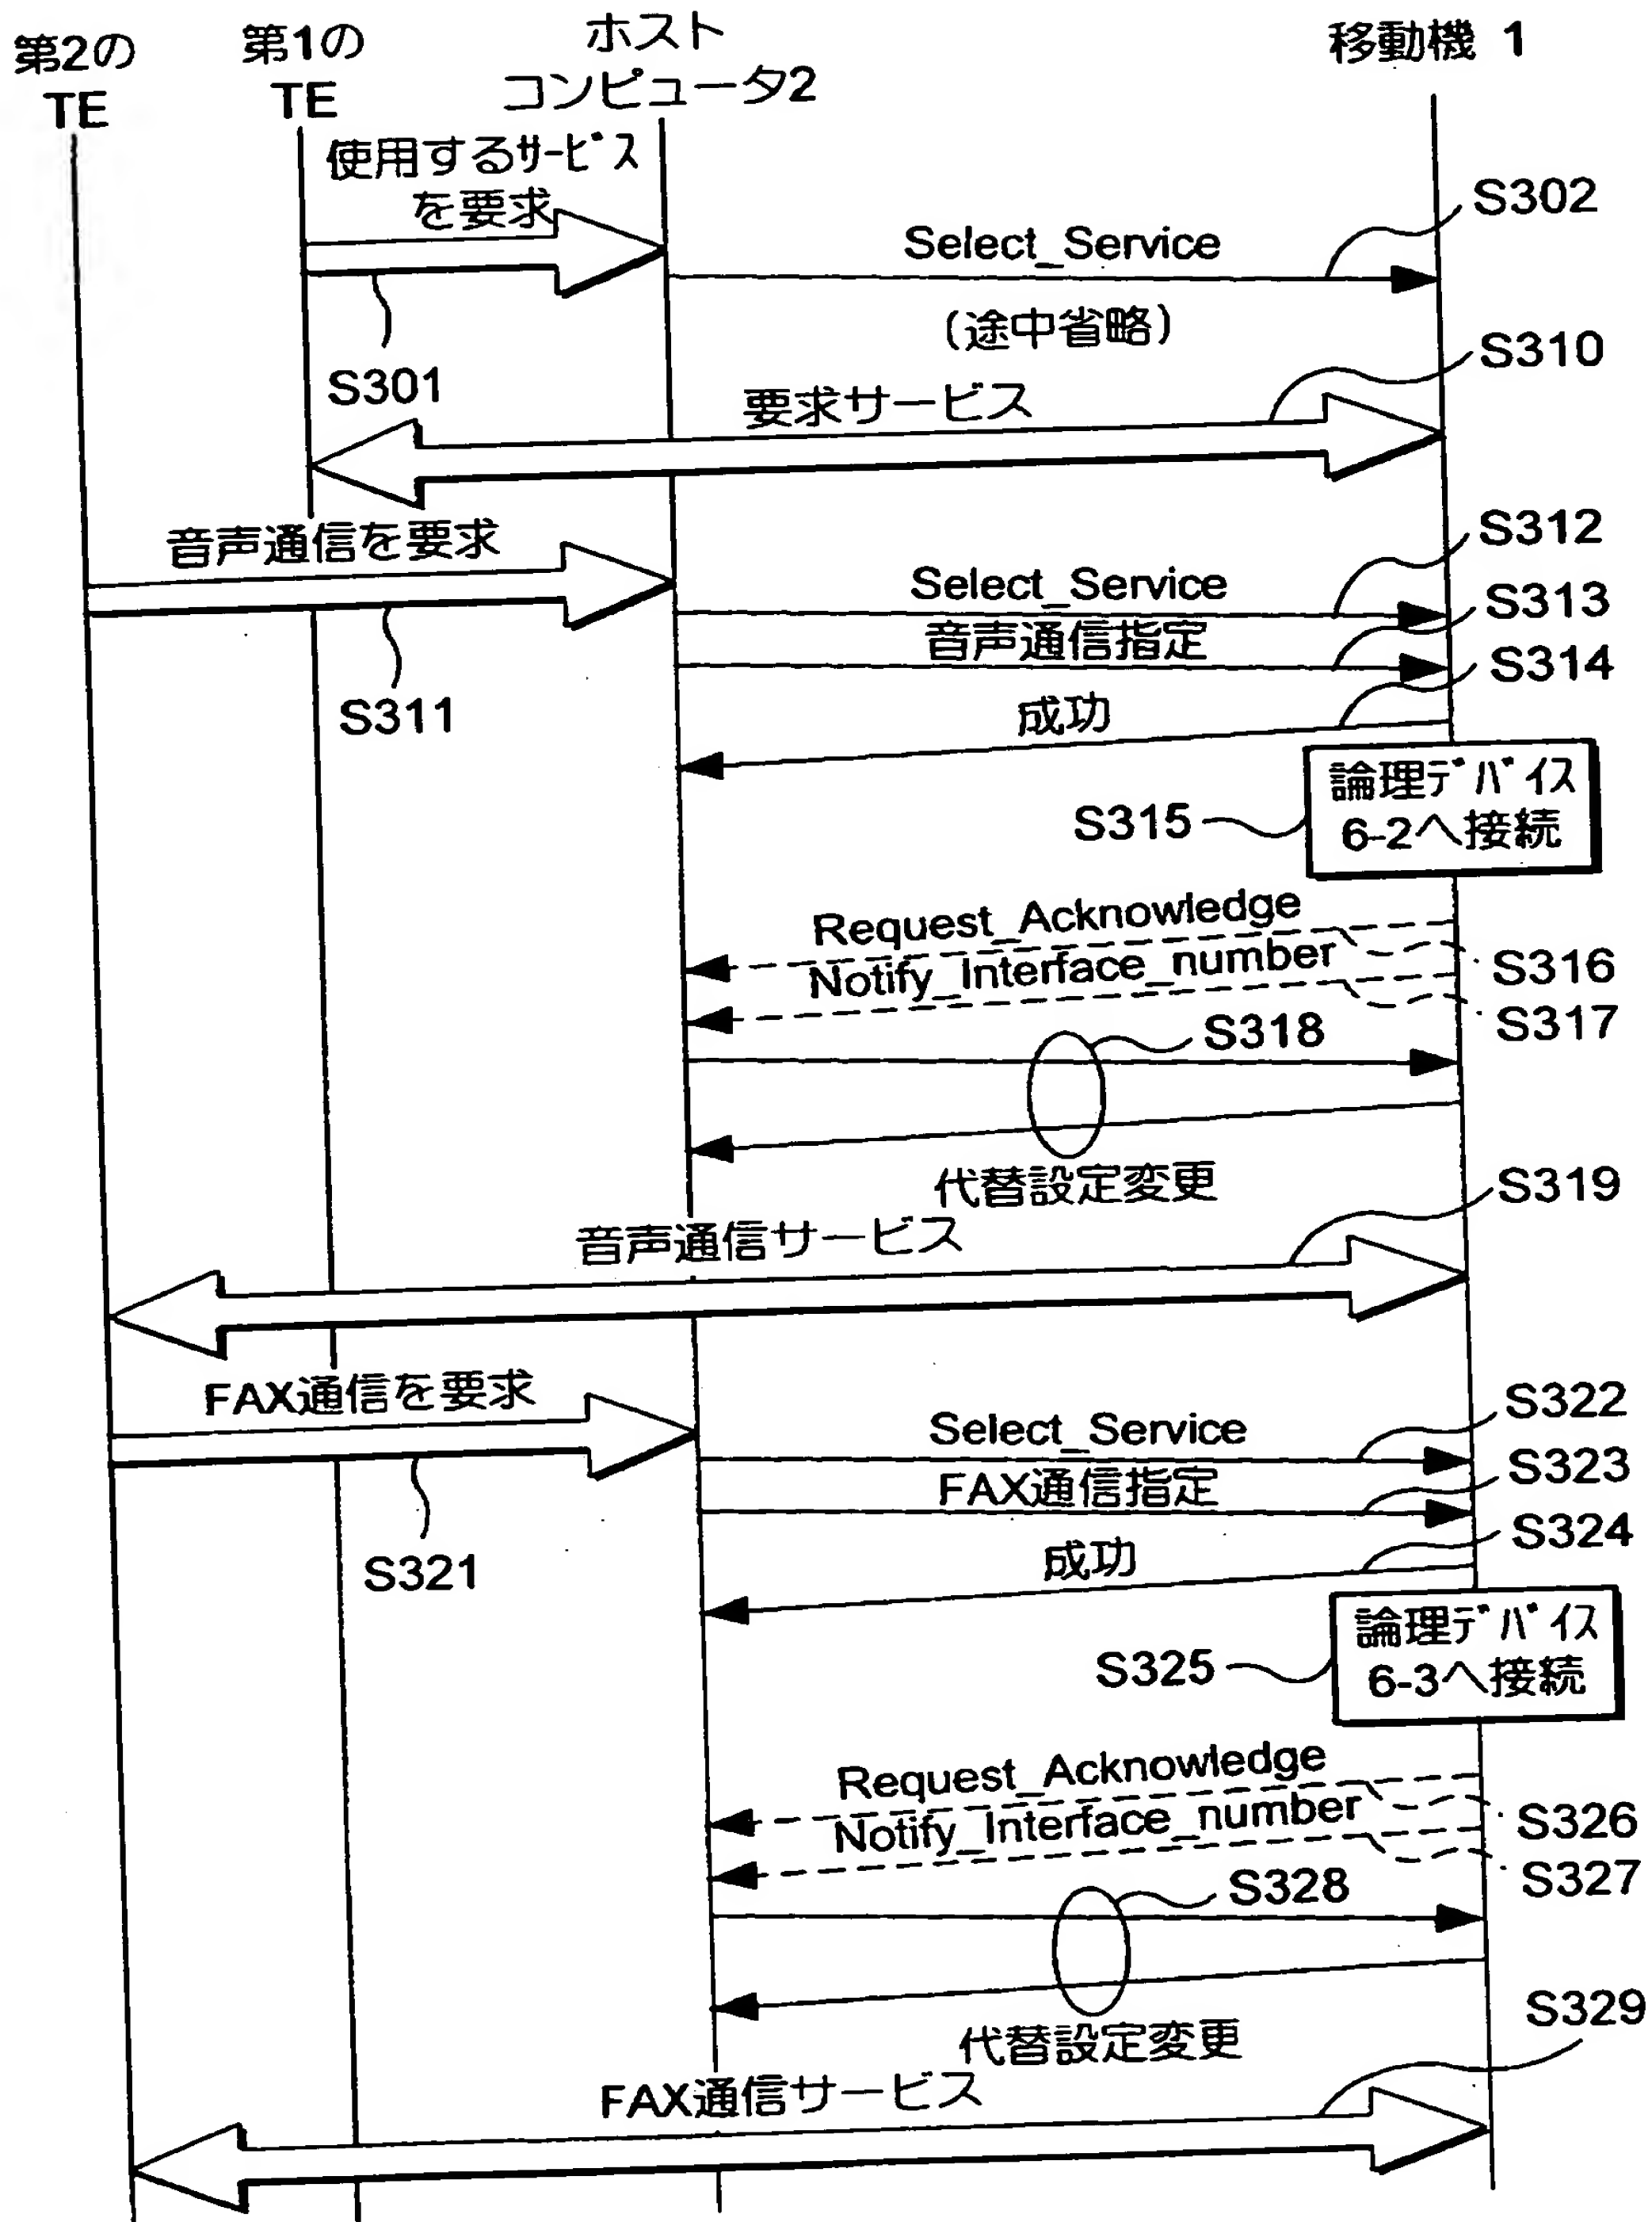 第2の
TE
第1の
TE
ホスト
コンピュータ2
移動機 1
使用するサービス
を要求
S301
Select_Service
S302
(途中省略)
要求サービス
S310
音声通信を要求
S311
Select_Service
S312
音声通信指定
S313
成功
S314
論理デバイス
6-2へ接続
S315
Request_Acknowledge
S316
Notify_Interface_number
S317
S318
代替設定変更
音声通信サービス
S319
FAX通信を要求
S321
Select_Service
S322
FAX通信指定
S323
成功
S324
論理デバイス
6-3へ接続
S325
Request_Acknowledge
S326
Notify_Interface_number
S327
S328
代替設定変更
FAX通信サービス
S329